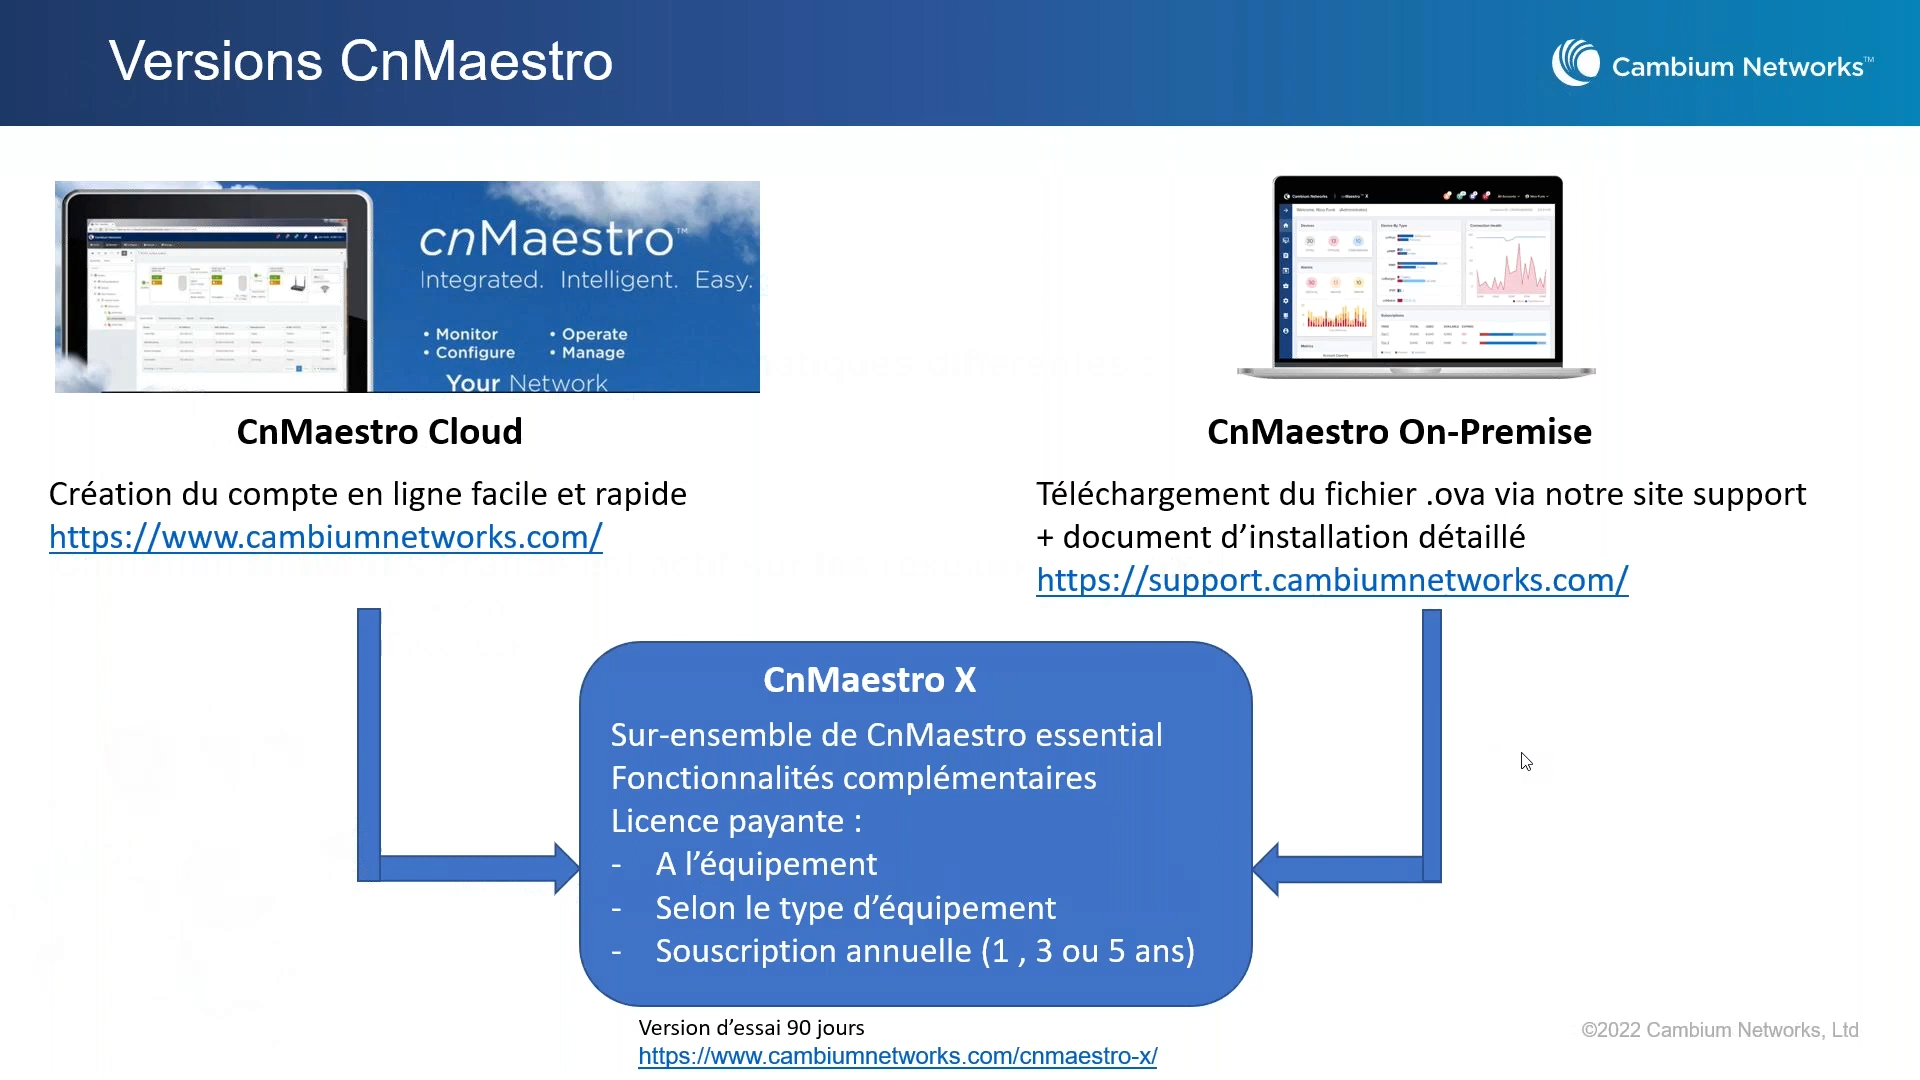 Versions CnMaestro
Cambium Networks™
cnMaestro™
Integrated. Intelligent. Easy.
• Monitor • Operate
• Configure • Manage
Your Network
CnMaestro Cloud
Création du compte en ligne facile et rapide
https://www.cambiumnetworks.com/
CnMaestro On-Premise
Téléchargement du fichier .ova via notre site support
+ document d’installation détaillé
https://support.cambiumnetworks.com/
CnMaestro X
Sur-ensemble de CnMaestro essential
Fonctionnalités complémentaires
Licence payante :
- A l’équipement
- Selon le type d’équipement
- Souscription annuelle (1 , 3 ou 5 ans)
Version d’essai 90 jours
https://www.cambiumnetworks.com/cnmaestro-x/
©2022 Cambium Networks, Ltd